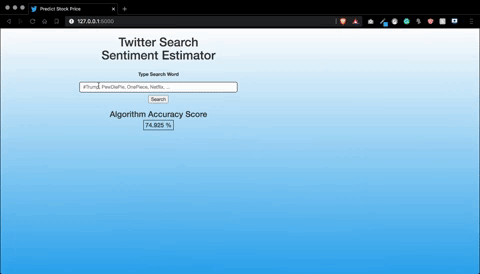 Predict Stock Price
127.0.0.1:5000
Twitter Search
Sentiment Estimator
Type Search Word
#Trump, PewDiePie, OnePiece, Netflix, ...
Search
Algorithm Accuracy Score
74.925 %